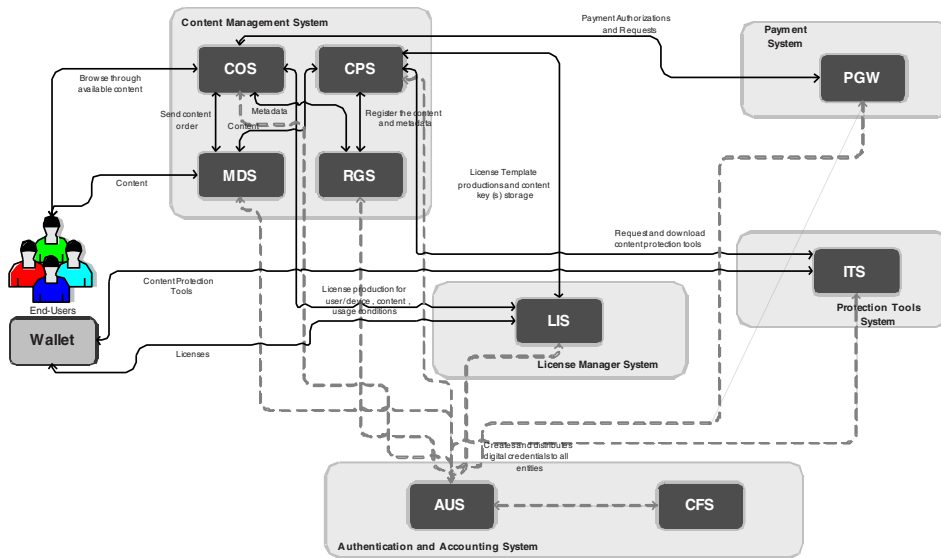 Content Management System
Payment Authorizations
and Requests
Payment
System
COS
CPS
PGW
Browse through
available content
Metadata
Send content
order
Content
Register the content
and metadata
MDS
RGS
Content
License Template
productions and content
key (s) storage
Request and download
content protection tools
ITS
Content Protection
Tools
License production for
user/ device , content ,
usage conditions
End-Users
Wallet
LIS
Protection Tools
System
Licenses
License Manager System
Creates and distributes
digital credentials to all
entities
AUS
CFS
Authentication and Accounting System